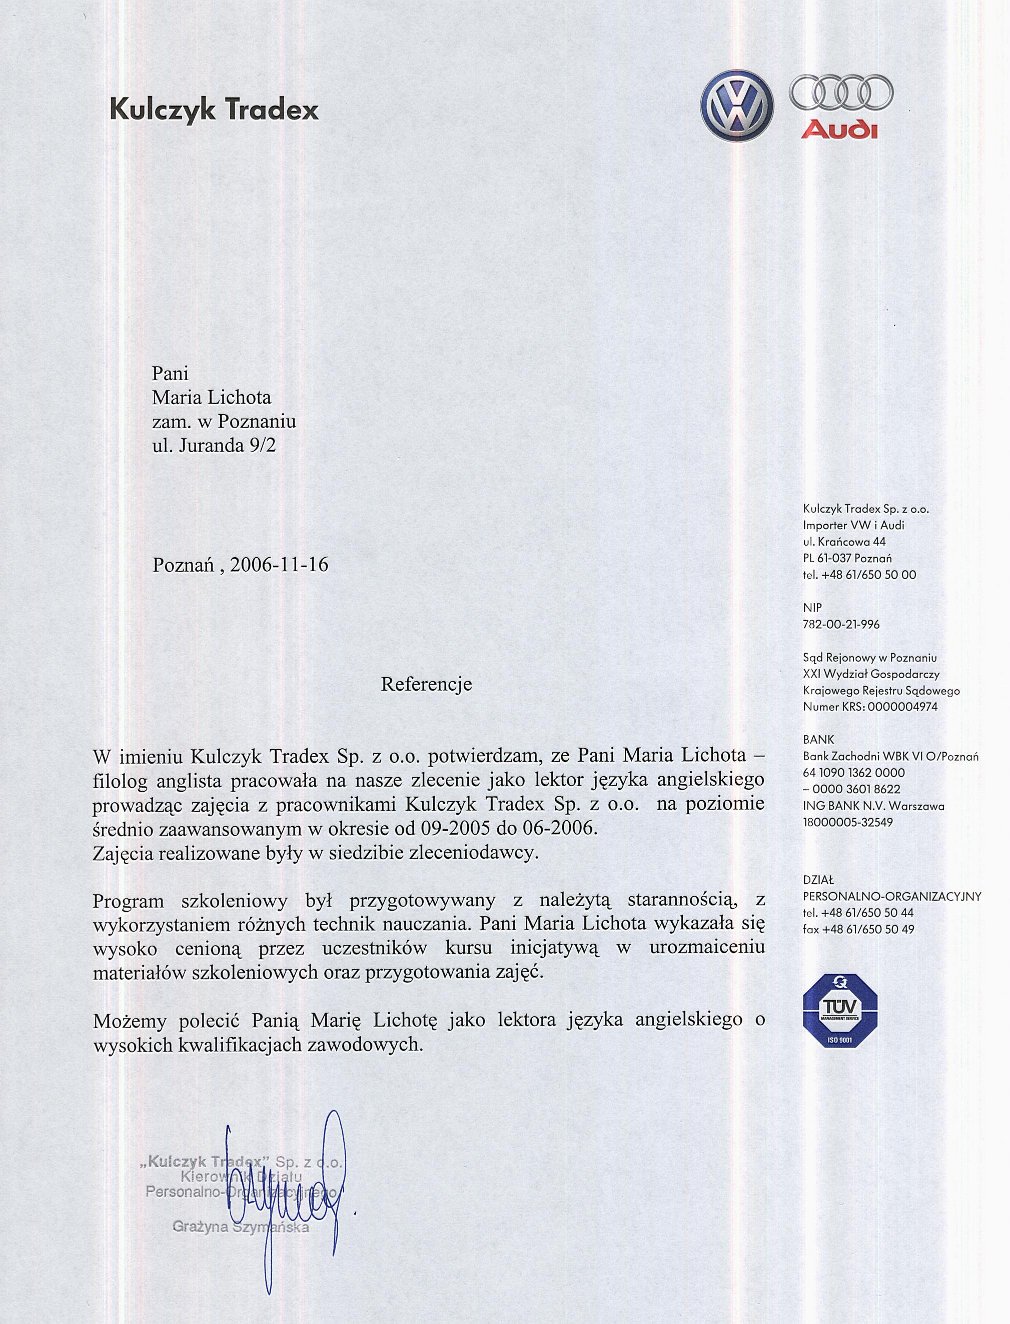 Kulczyk Tradex
Audi
Pani
Maria Lichota
zam. w Poznaniu
ul. Juranda 9/2
Poznań , 2006-11-16
Referencje
W imieniu Kulczyk Tradex Sp. z o.o. potwierdzam, ze Pani Maria Lichota –
filolog anglista pracowała na nasze zlecenie jako lektor języka angielskiego
prowadząc zajęcia z pracownikami Kulczyk Tradex Sp. z o.o. na poziomie
średnio zaawansowanym w okresie od 09-2005 do 06-2006.
Zajęcia realizowane były w siedzibie zleceniodawcy.
Program szkoleniowy był przygotowywany z należytą starannością, z
wykorzystaniem różnych technik nauczania. Pani Maria Lichota wykazała się
wysoko cenioną przez uczestników kursu inicjatywą w urozmaiceniu
materiałów szkoleniowych oraz przygotowania zajęć.
Możemy polecić Panią Marię Lichotę jako lektora języka angielskiego o
wysokich kwalifikacjach zawodowych.
„Kulczyk Tradex" Sp. z o.o.
Kierownik Działu
Personalno-Organizacyjnego
Grażyna Szymańska
Kulczyk Tradex Sp. z o.o.
Importer VW i Audi
ul. Krańcowa 44
PL 61-037 Poznań
tel. +48 61/650 50 00
NIP
782-00-21-996
Sąd Rejonowy w Poznaniu
XXI Wydział Gospodarczy
Krajowego Rejestru Sądowego
Numer KRS: 0000004974
BANK
Bank Zachodni WBK VI O/Poznań
64 1090 1362 0000
– 0000 3601 8622
ING BANK N.V. Warszawa
18000005-32549
DZIAŁ
PERSONALNO-ORGANIZACYJNY
tel. +48 61/650 50 44
fax +48 61/650 50 49
TÜV
MANAGEMENT SERVICE
ISO 9001